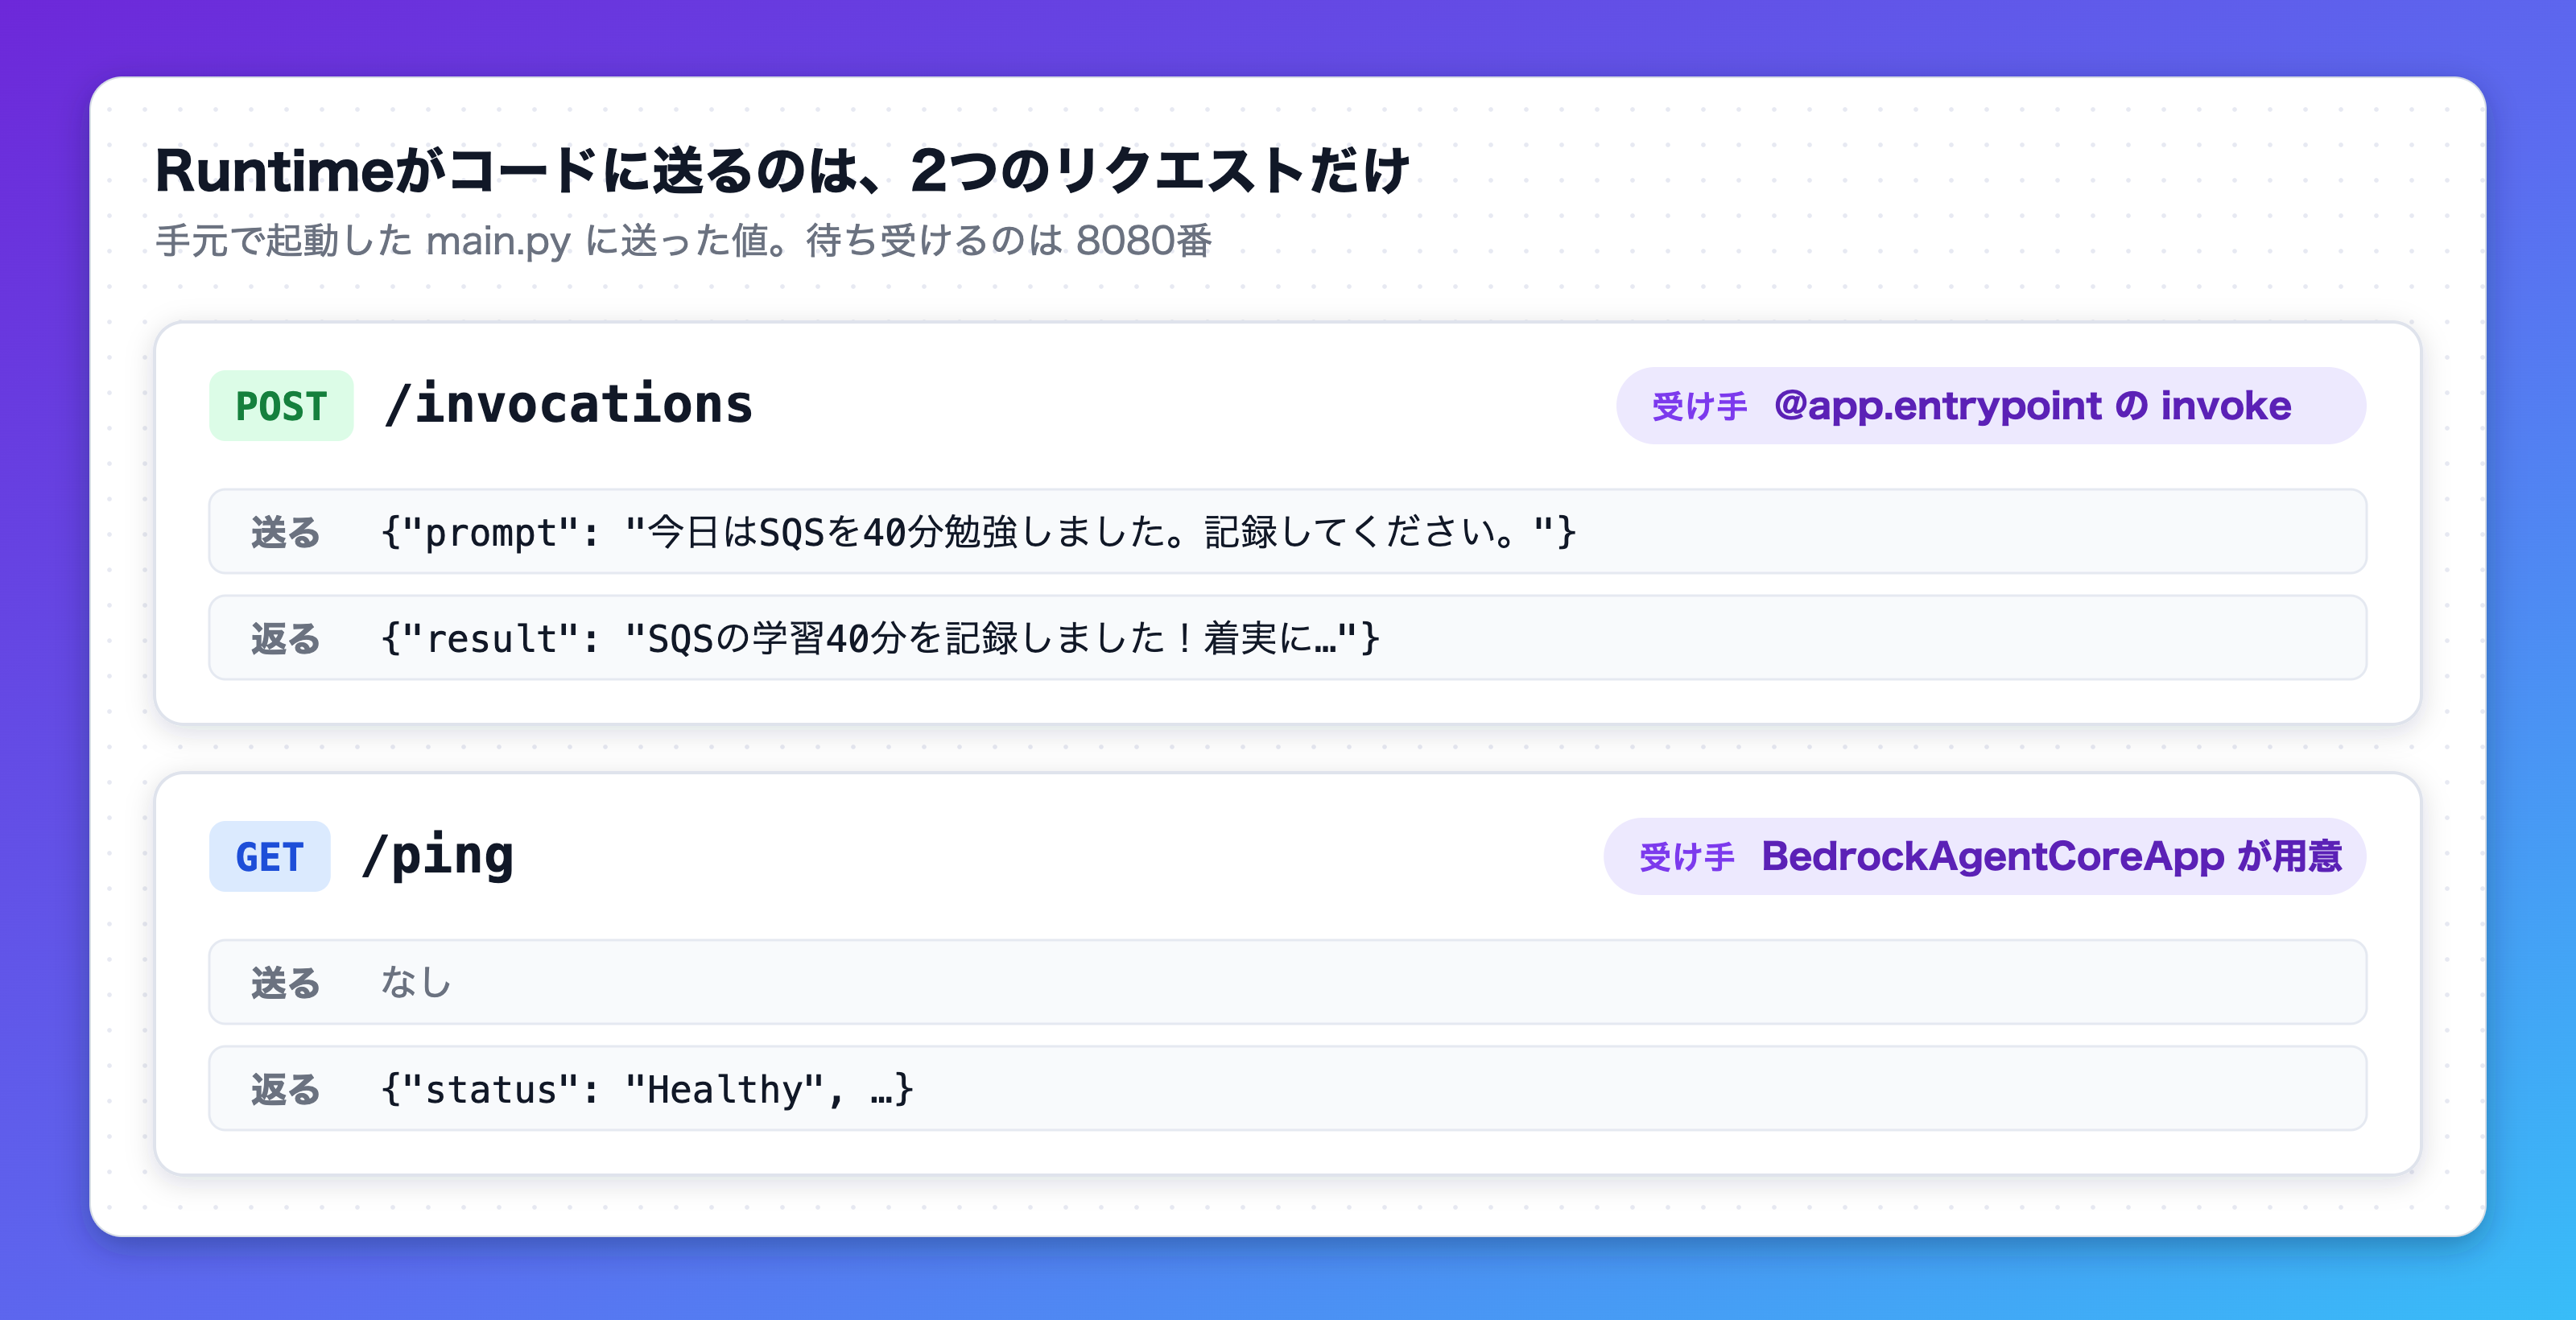 Runtimeがコードに送るのは、2つのリクエストだけ
手元で起動した main.py に送った値。待ち受けるのは 8080番
POST /invocations
受け手 @app.entrypoint の invoke
送る {"prompt": "今日はSQSを40分勉強しました。記録してください。"}
返る {"result": "SQSの学習40分を記録しました！着実に…"}
GET /ping
受け手 BedrockAgentCoreApp が用意
送る なし
返る {"status": "Healthy", …}